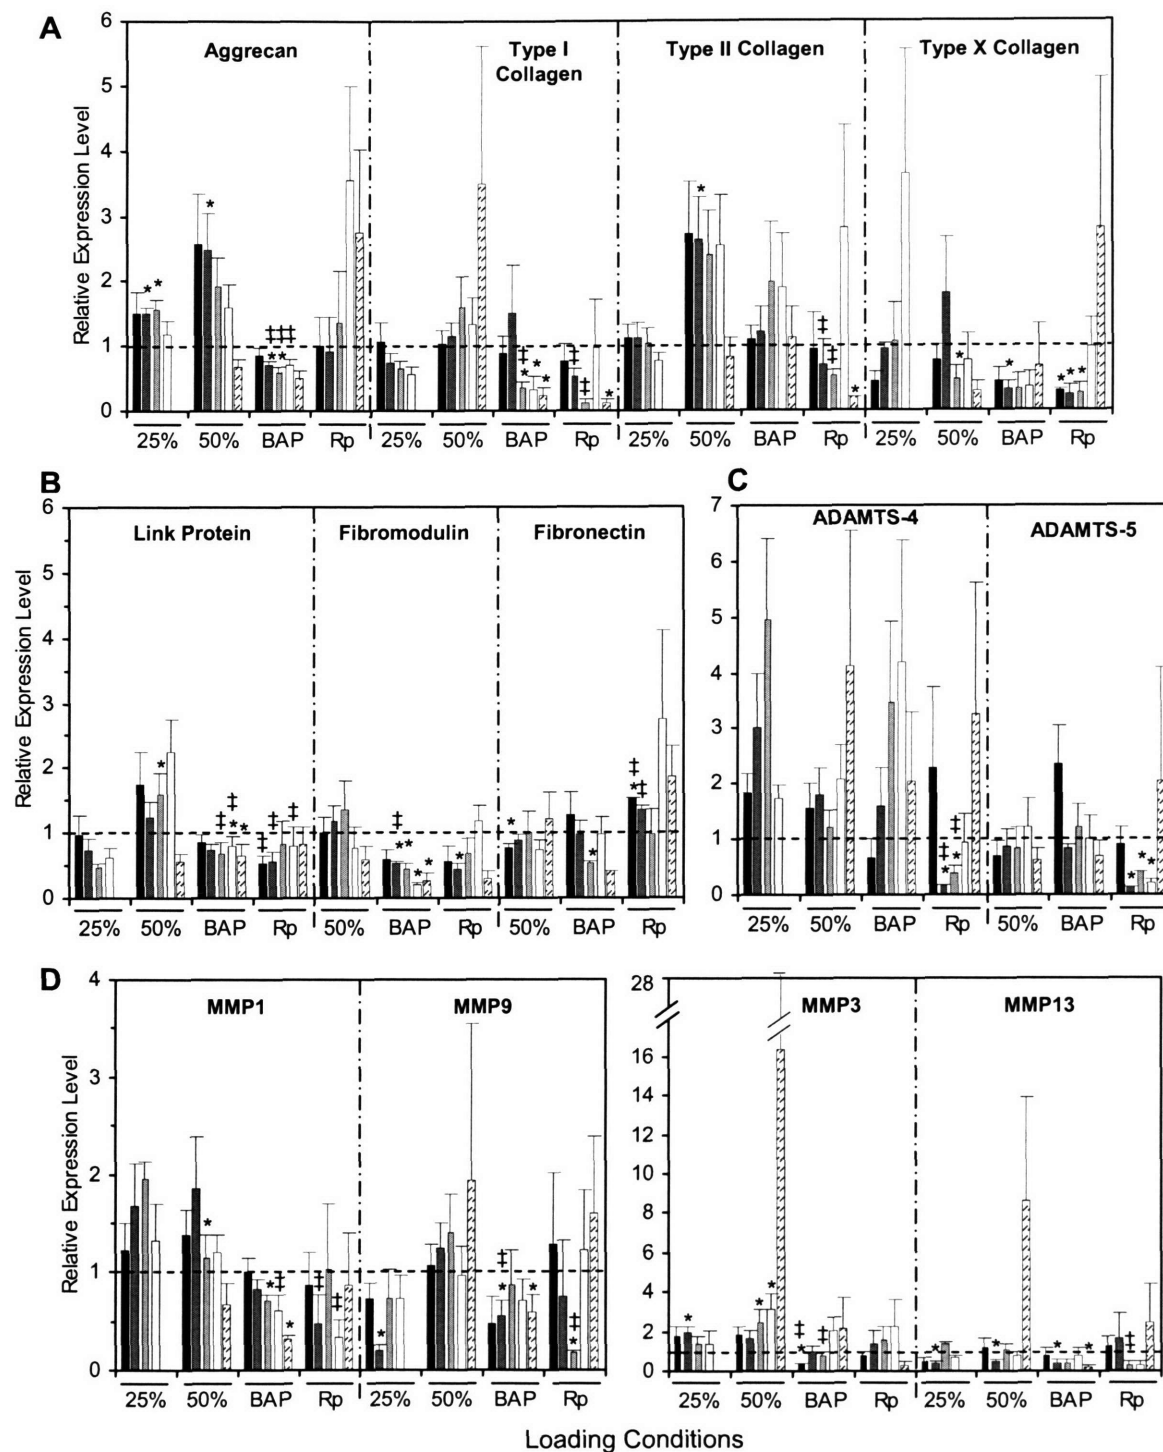 A
Relative Expression Level
6
5
4
3
2
1
0
Aggrecan
Type I
Collagen
Type II Collagen
Type X Collagen
* * * ‡‡‡ * * ‡ * * * ‡ ‡ * * ‡ ‡ * * * * * *
25% 50% BAP Rp 25% 50% BAP Rp 25% 50% BAP Rp 25% 50% BAP Rp
B
Relative Expression Level
6
5
4
3
2
1
0
Link Protein
Fibromodulin
Fibronectin
25% 50% BAP Rp 50% BAP Rp 50% BAP Rp
C
7
6
5
4
3
2
1
0
ADAMTS-4
ADAMTS-5
25% 50% BAP Rp 50% BAP Rp
D
Relative Expression Level
4
3
2
1
0
MMP1
MMP9
25% 50% BAP Rp 25% 50% BAP Rp
28
16
14
12
10
8
6
4
2
0
MMP3
MMP13
25% 50% BAP Rp 25% 50% BAP Rp
Loading Conditions